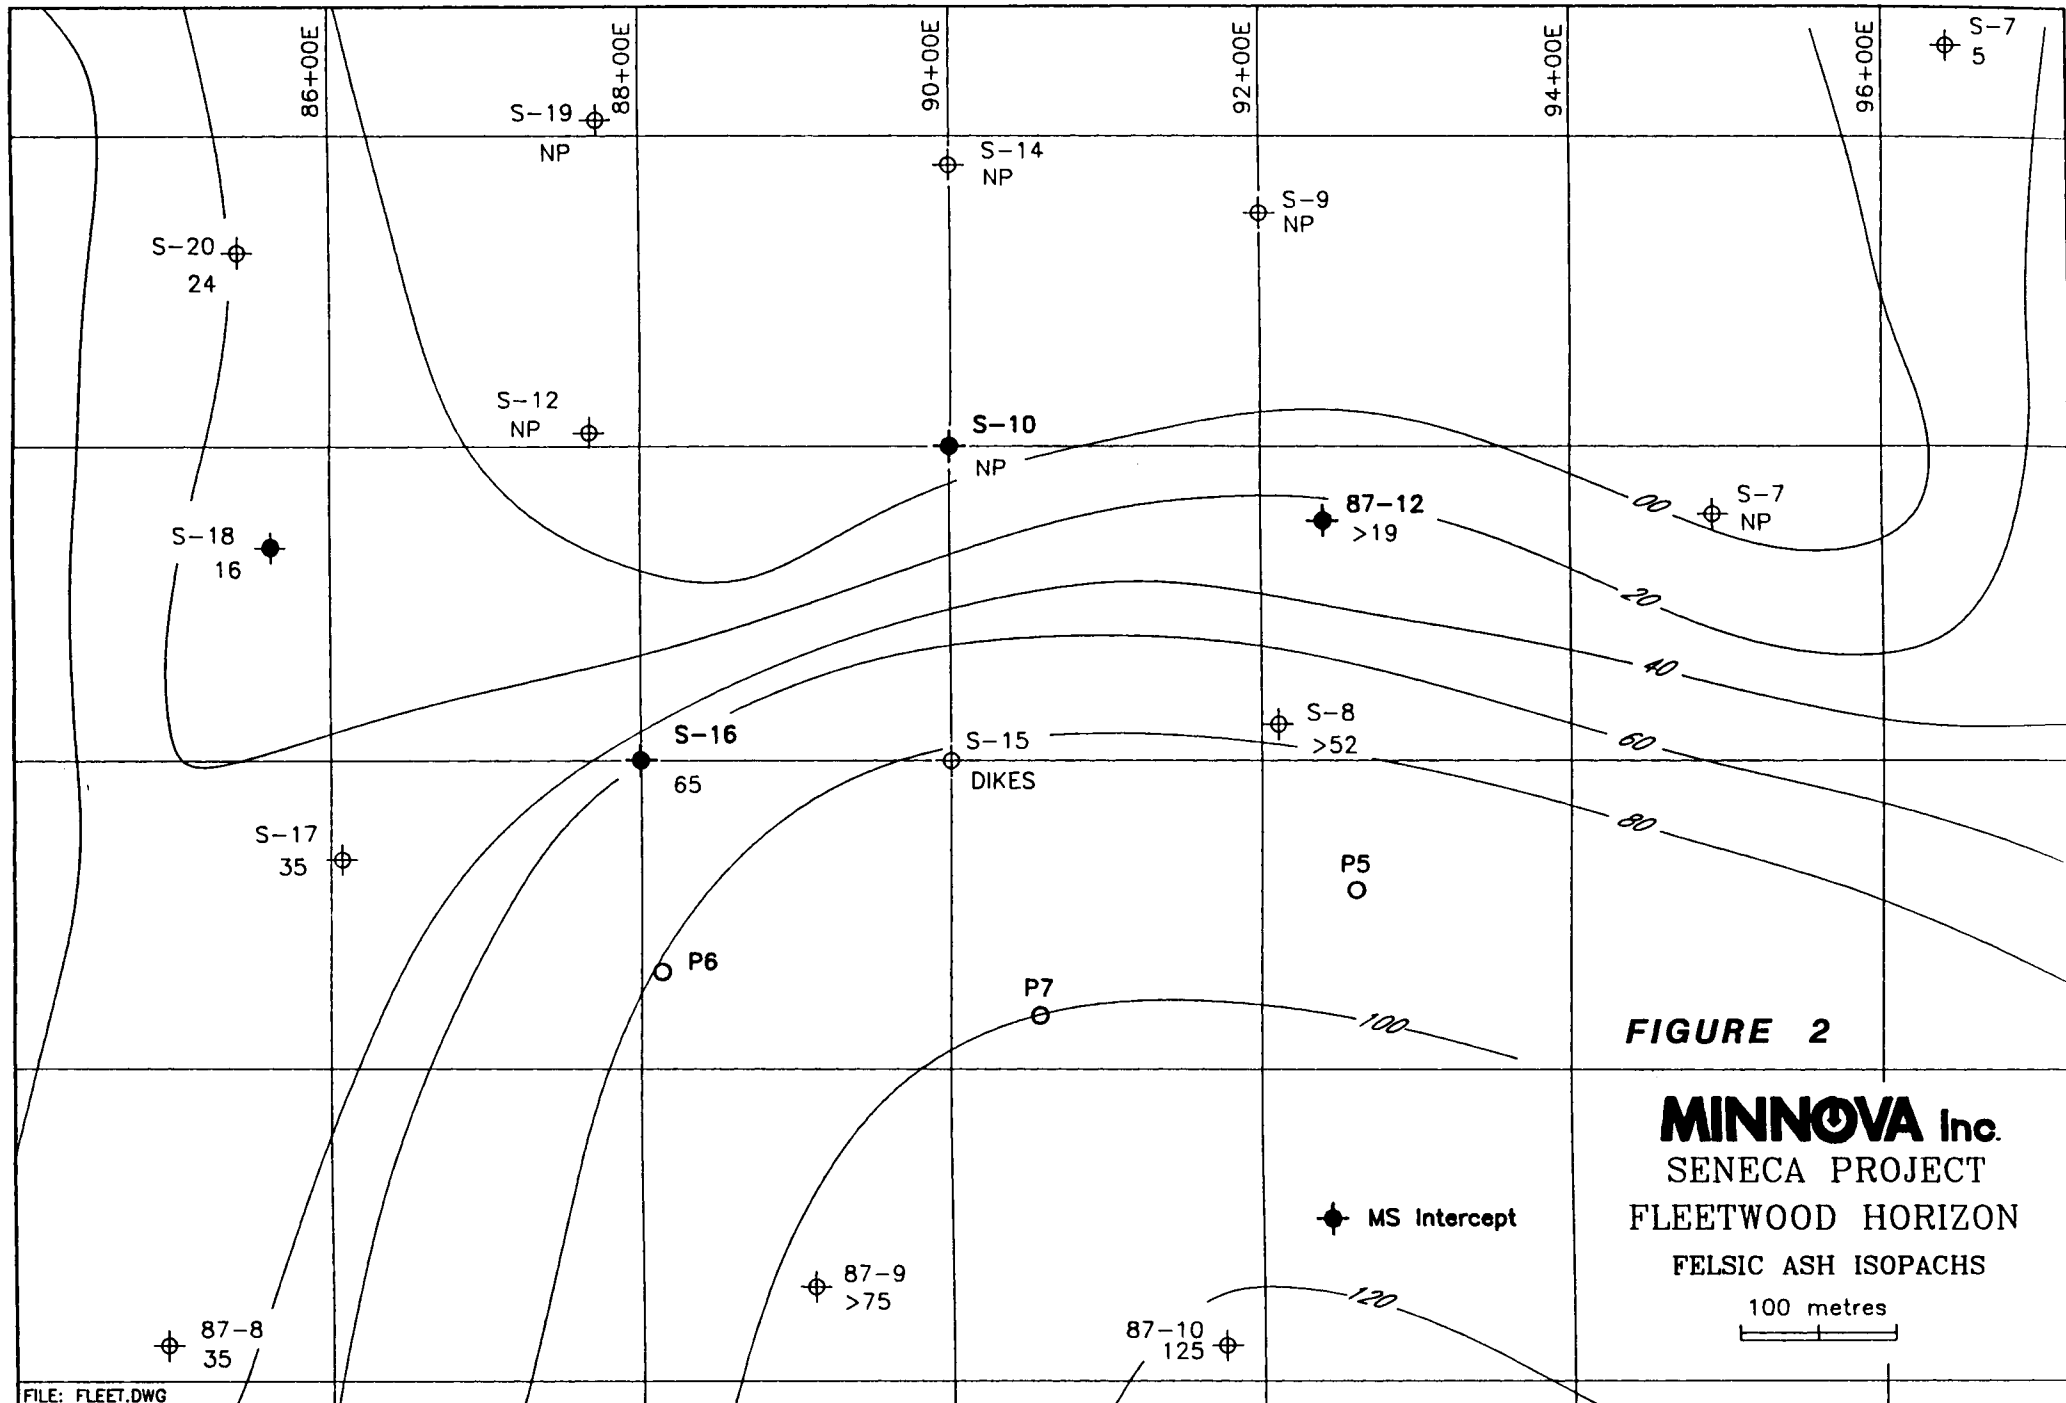 86+00E
88+00E
90+00E
92+00E
94+00E
96+00E
S-7
5
S-19
NP
S-14
NP
S-9
NP
S-20
24
S-12
NP
S-10
NP
87-12
>19
00
S-7
NP
S-18
16
20
40
S-16
65
S-15
DIKES
S-8
>52
60
80
S-17
35
P5
P6
P7
100
FIGURE 2
MINNOVA Inc.
SENECA PROJECT
FLEETWOOD HORIZON
FELSIC ASH ISOPACHS
100 metres
MS Intercept
87-9
>75
120
87-10
125
87-8
35
FILE: FLEET.DWG